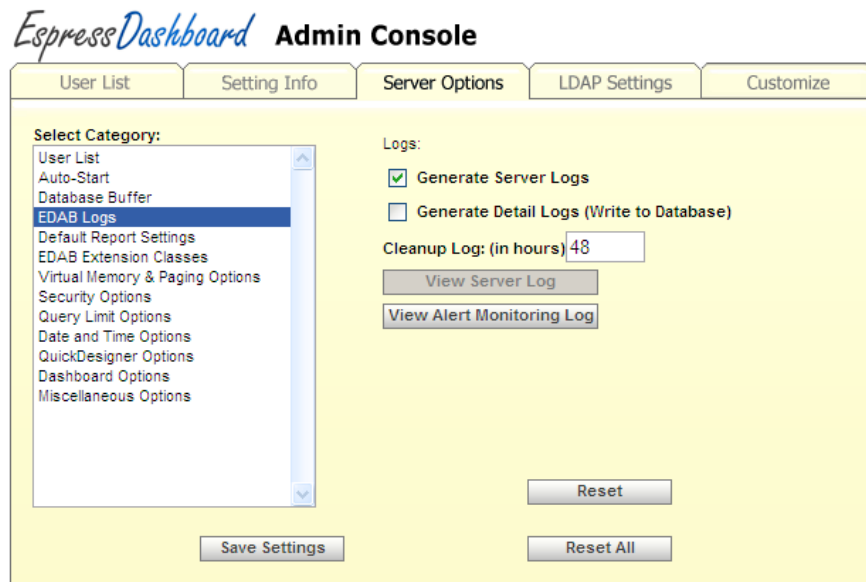 EspressDashboard Admin Console
User List
Setting Info
Server Options
LDAP Settings
Customize
Select Category:
User List
Auto-Start
Database Buffer
EDAB Logs
Default Report Settings
EDAB Extension Classes
Virtual Memory & Paging Options
Security Options
Query Limit Options
Date and Time Options
QuickDesigner Options
Dashboard Options
Miscellaneous Options
Logs:
Generate Server Logs
Generate Detail Logs (Write to Database)
Cleanup Log: (in hours) 48
View Server Log
View Alert Monitoring Log
Reset
Save Settings
Reset All